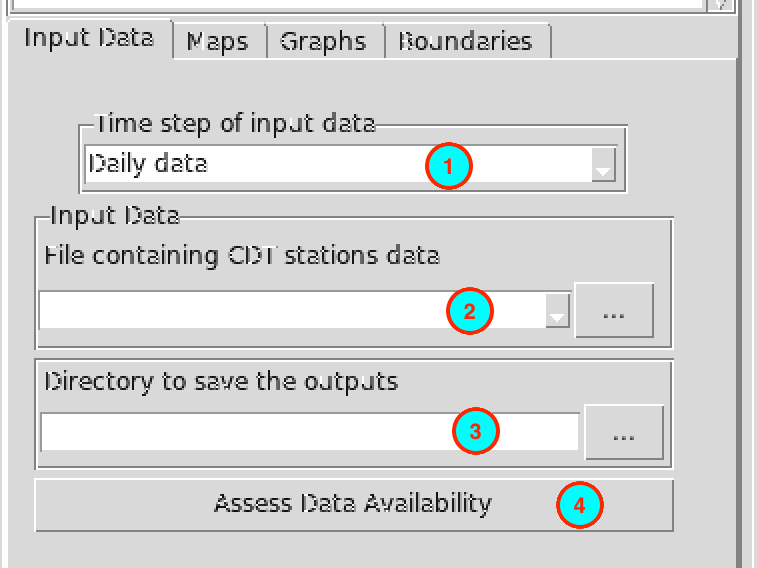 Input Data Maps Graphs Boundaries
Time step of input data
Daily data 1
Input Data
File containing CDT stations data
2 ...
Directory to save the outputs
3 ...
Assess Data Availability 4